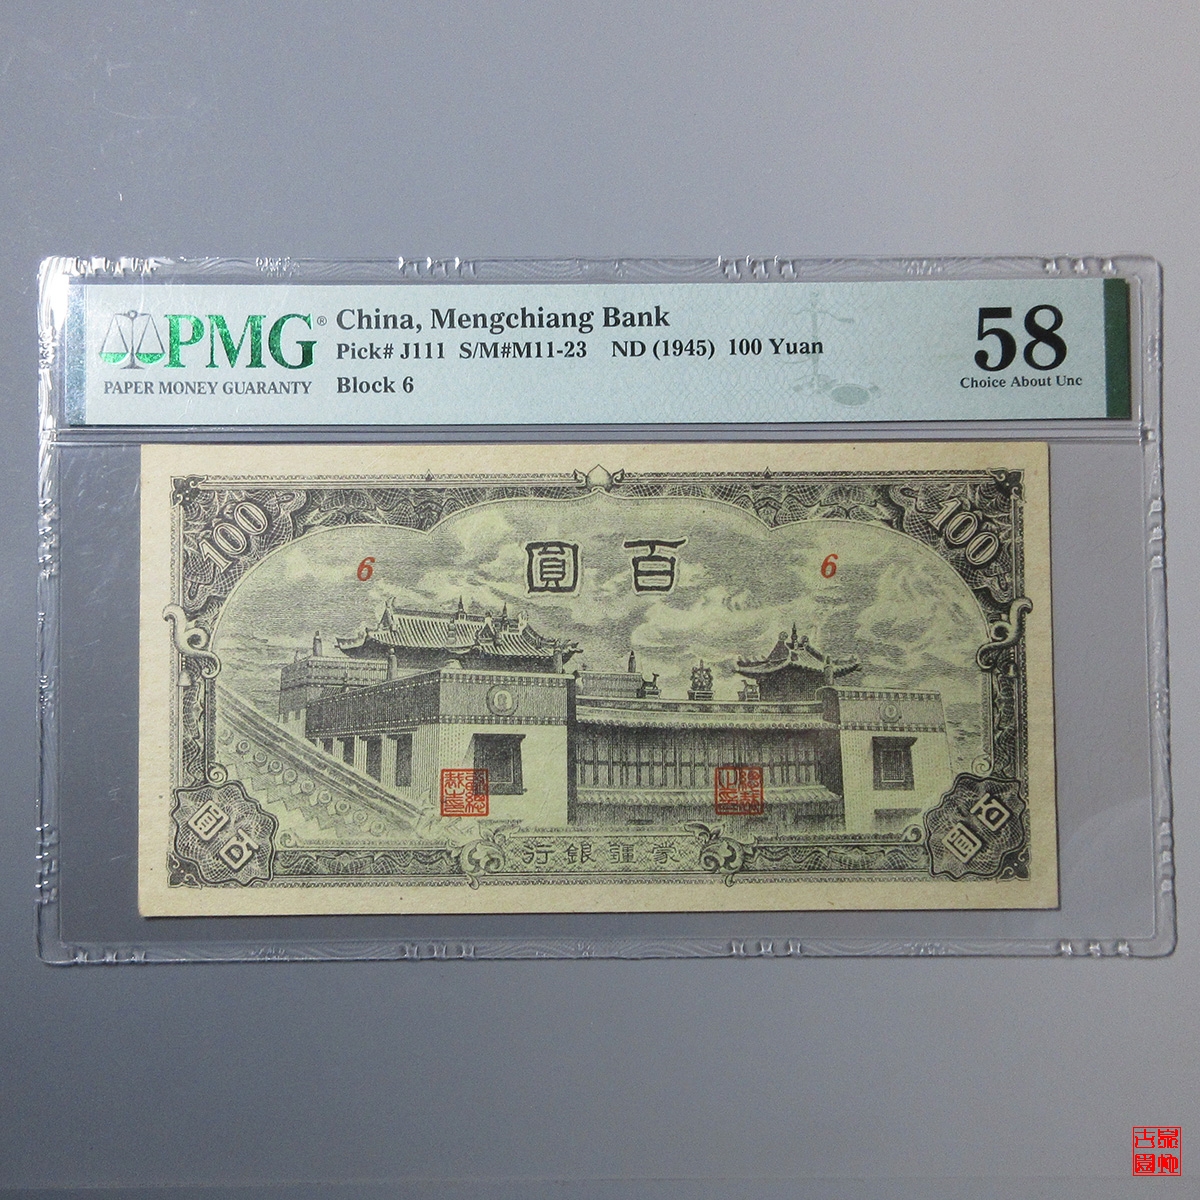 PMG® China, Mengchiang Bank
Pick# J111 S/M#M11-23 ND (1945) 100 Yuan
PAPER MONEY GUARANTY Block 6
58
Choice About Unc
100 100
6 圓百 6
圓百 百圓
行銀疆蒙